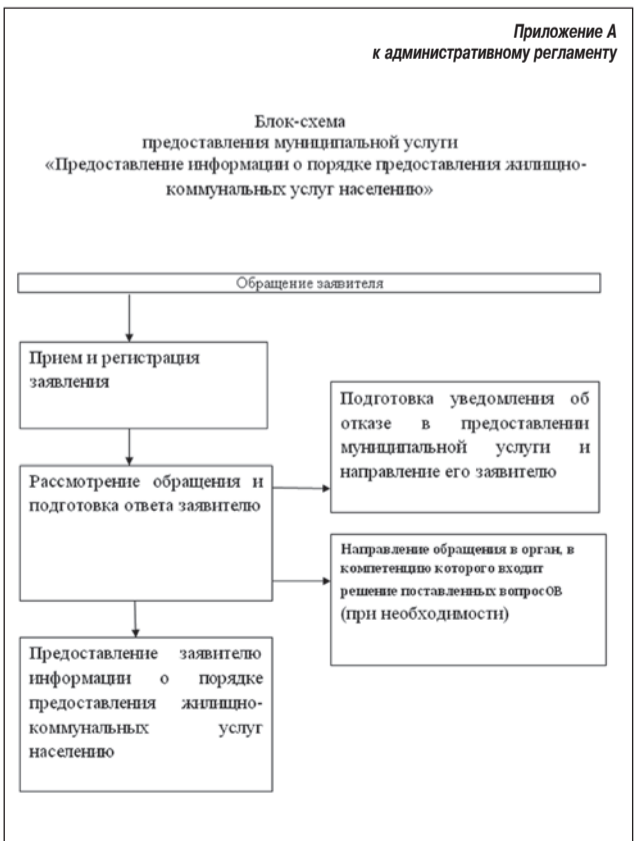 Приложение А
к административному регламенту
Блок-схема
предоставления муниципальной услуги
«Предоставление информации о порядке предоставления жилищно-
коммунальных услуг населению»
Обращение заявителя
Прием и регистрация
заявления
Подготовка уведомления об
отказе в предоставлении
муниципальной услуги и
направление его заявителю
Рассмотрение обращения и
подготовка ответа заявителю
Направление обращения в орган, в
компетенцию которого входит
решение поставленных вопросОВ
(при необходимости)
Предоставление заявителю
информации о порядке
предоставления жилищно-
коммунальных услуг
населению